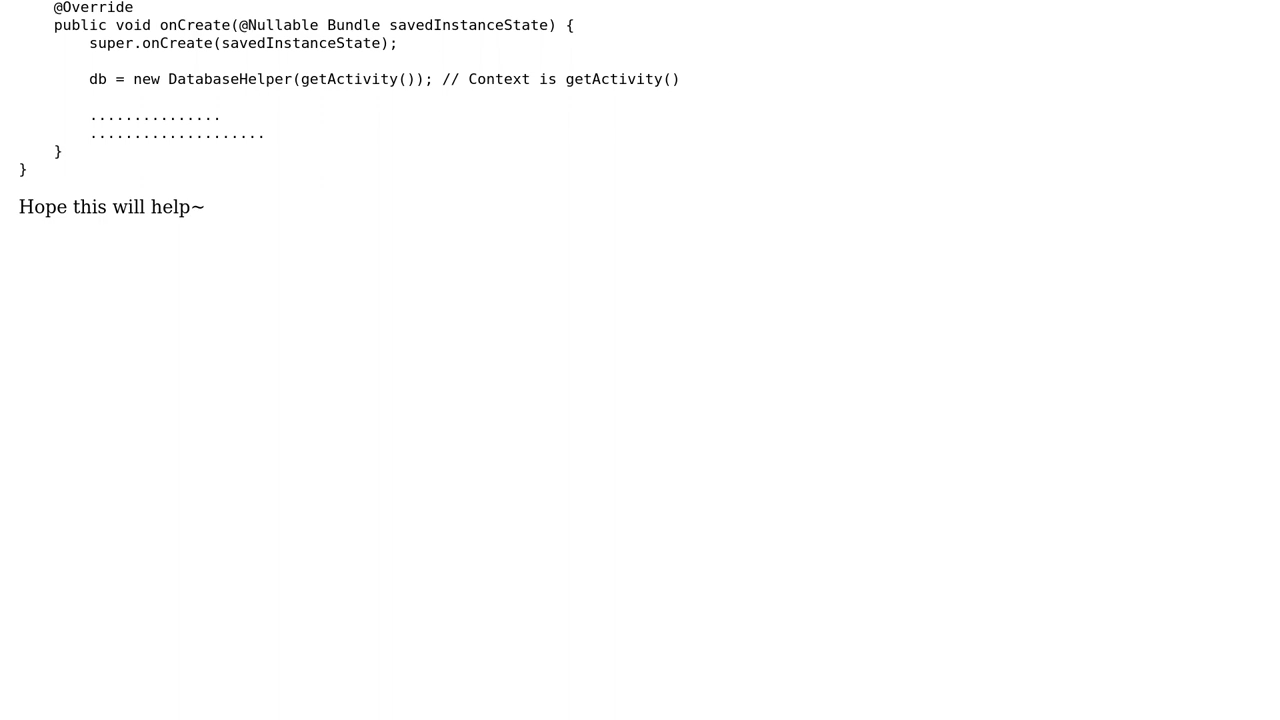 @Override
    public void onCreate(@Nullable Bundle savedInstanceState) {
        super.onCreate(savedInstanceState);

        db = new DatabaseHelper(getActivity()); // Context is getActivity()

        ...............
        ....................
    }
}
Hope this will help~